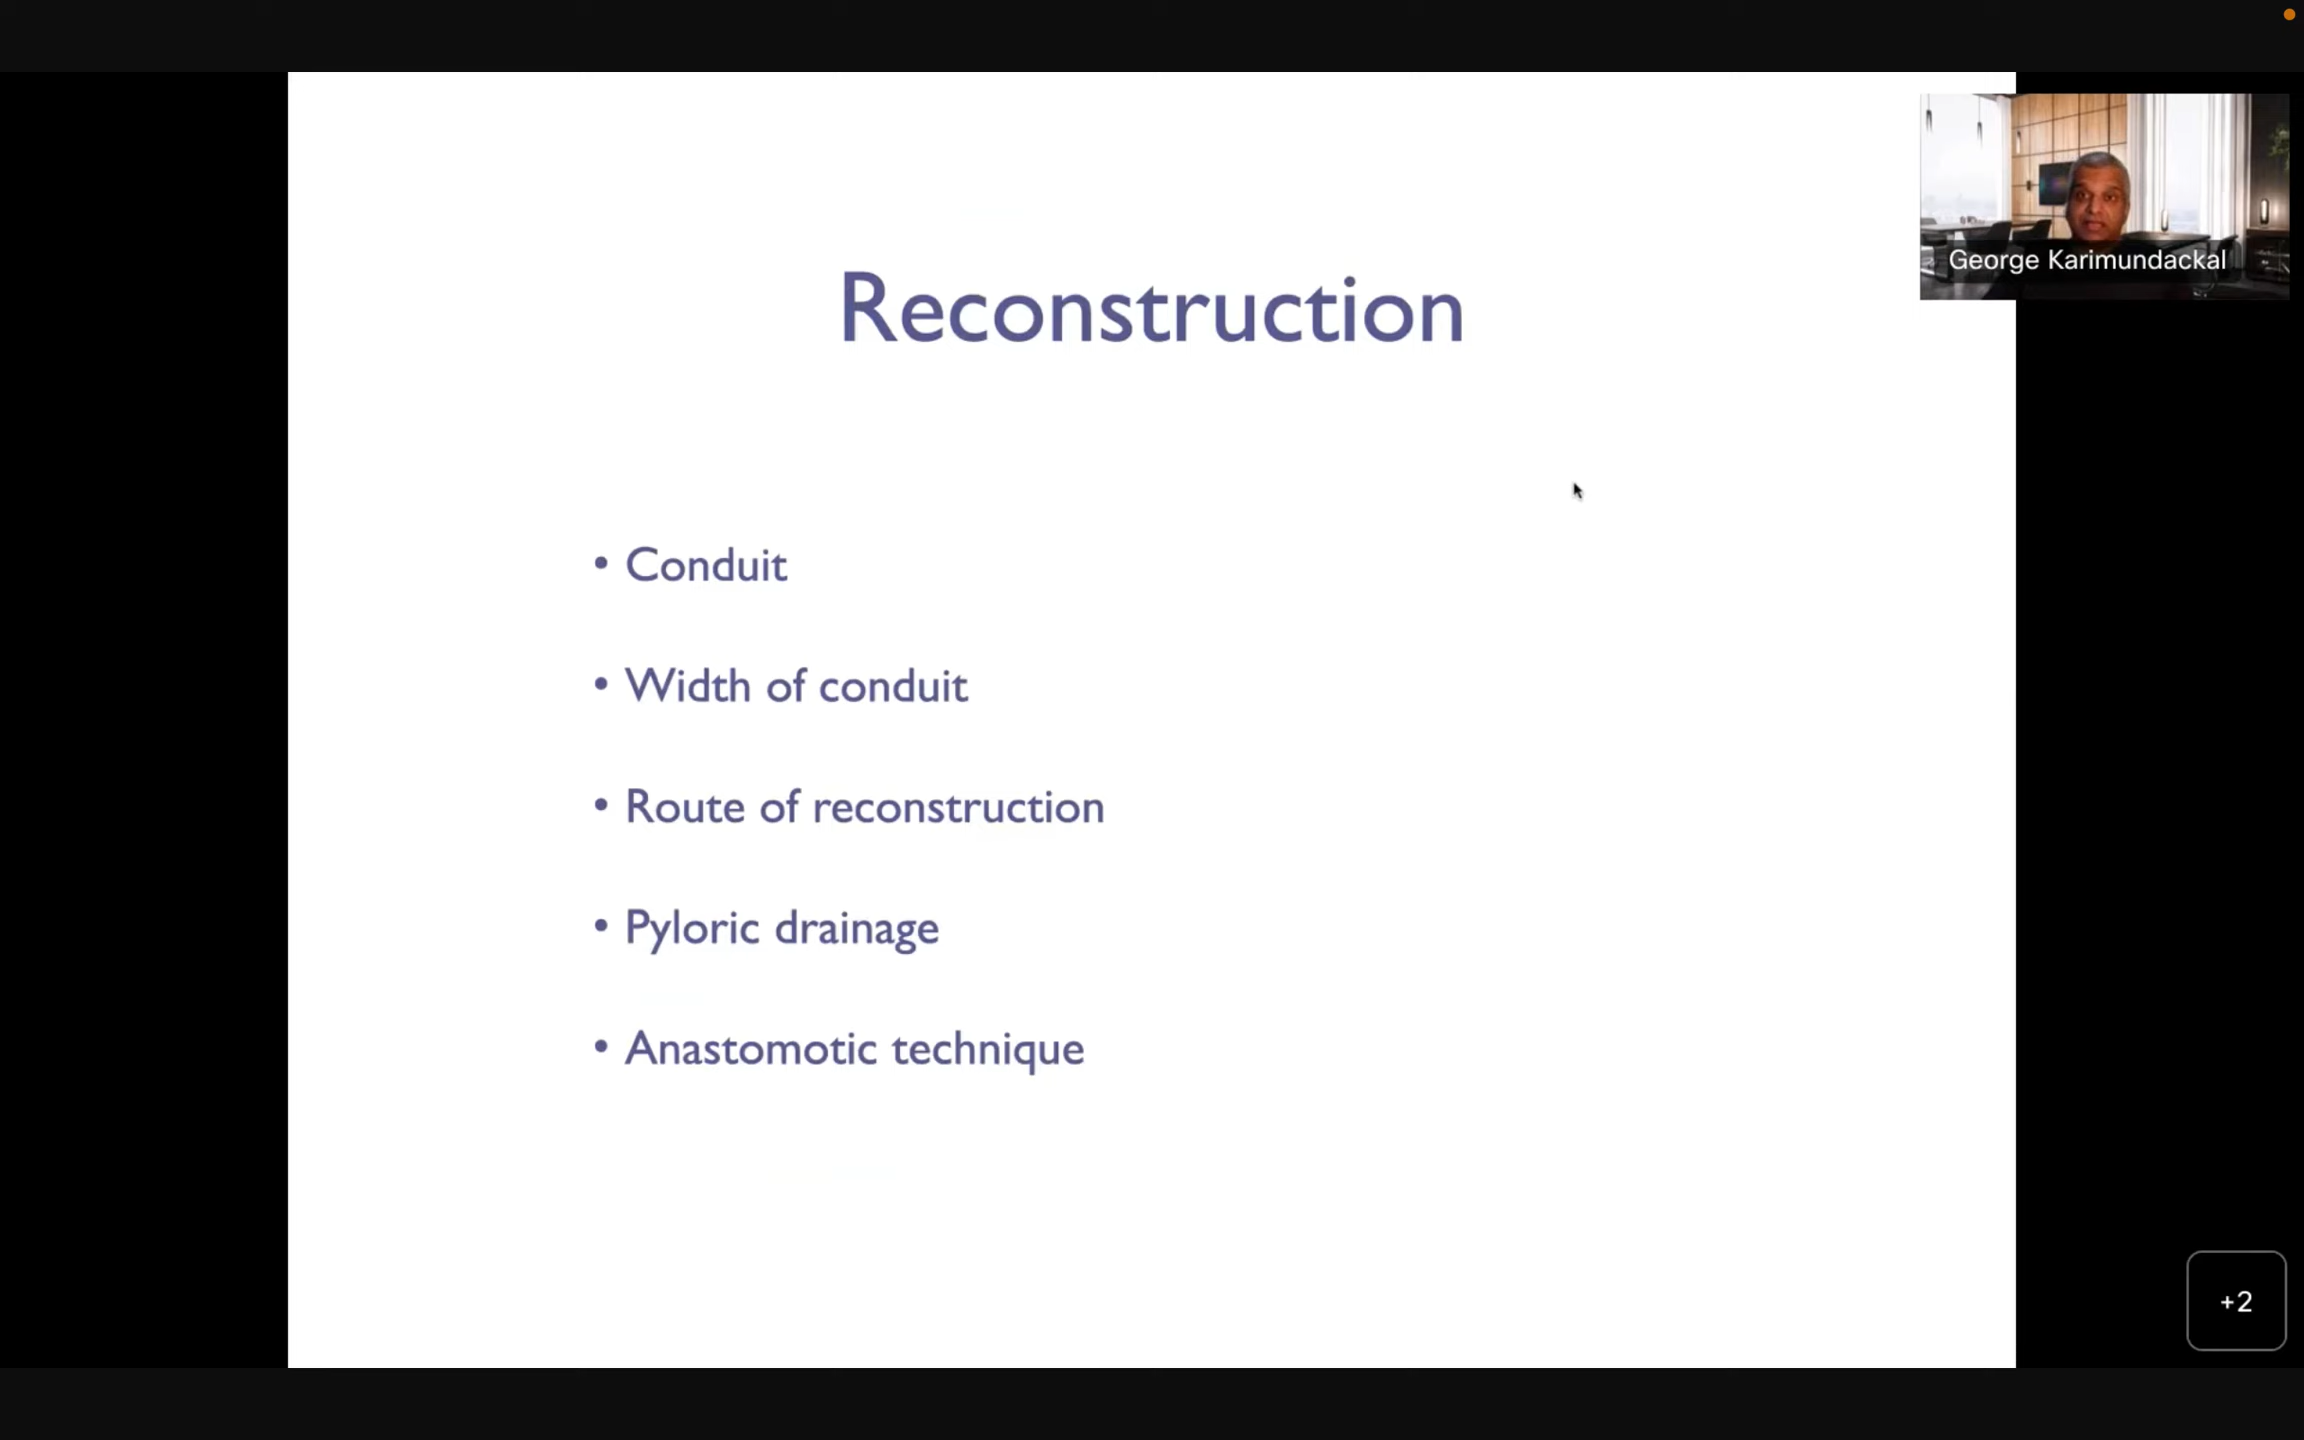 Reconstruction
George Karimundackal
• Conduit
• Width of conduit
• Route of reconstruction
• Pyloric drainage
• Anastomotic technique
+2